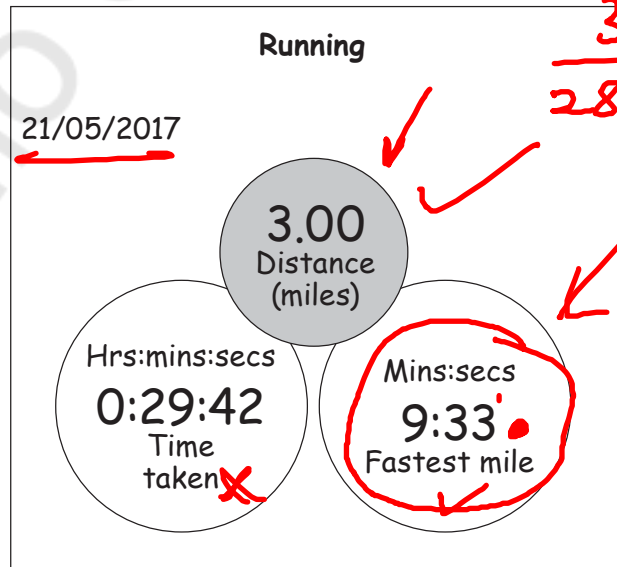 Running
21/05/2017
3.00
Distance
(miles)
Hrs:mins:secs
0:29:42
Time
taken
Mins:secs
9:33
Fastest mile
28